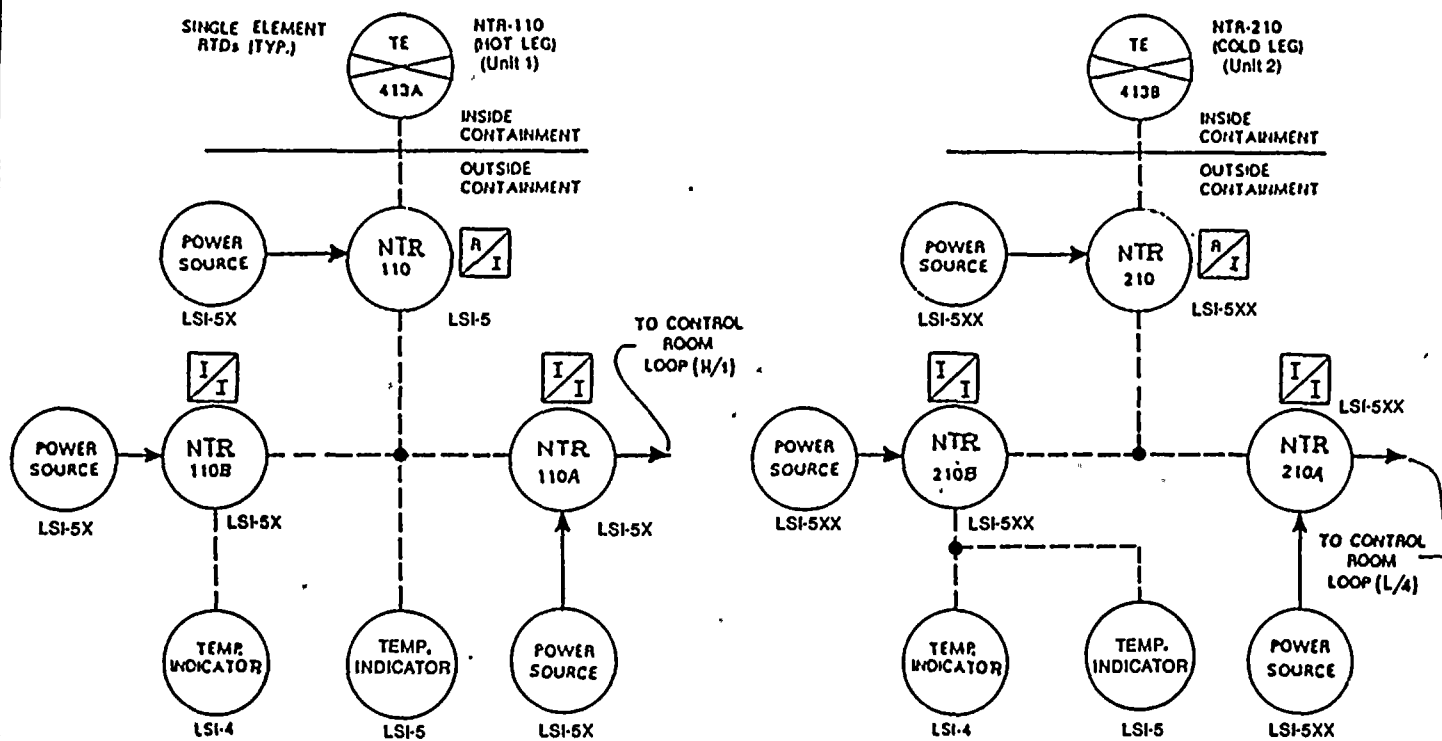 SINGLE ELEMENT
RTDs (TYP.)
TE
413A
NTR-110
(HOT LEG)
(Unit 1)
INSIDE
CONTAINMENT
OUTSIDE
CONTAINMENT
POWER
SOURCE
LSI-5X
NTR
110
R/I
LSI-5
TO CONTROL
ROOM
LOOP (H/1)
I/I
I/I
POWER
SOURCE
LSI-5X
NTR
110B
LSI-5X
NTR
110A
LSI-5X
TEMP.
INDICATOR
LSI-4
TEMP.
INDICATOR
LSI-5
POWER
SOURCE
LSI-5X
TE
413B
NTR-210
(COLD LEG)
(Unit 2)
INSIDE
CONTAINMENT
OUTSIDE
CONTAINMENT
POWER
SOURCE
LSI-5XX
NTR
210
R/I
LSI-5XX
I/I
I/I
LSI-5XX
POWER
SOURCE
LSI-5XX
NTR
210B
LSI-5XX
NTR
210A
TO CONTROL
ROOM
LOOP (L/4)
TEMP.
INDICATOR
LSI-4
TEMP.
INDICATOR
LSI-5
POWER
SOURCE
LSI-5XX